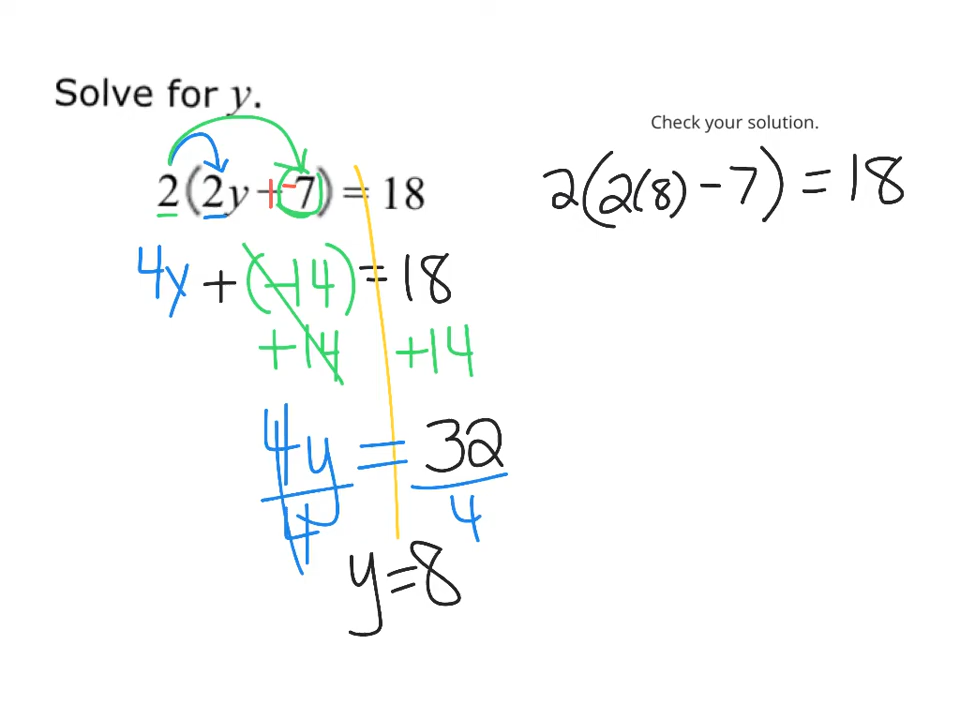 Solve for y.
2(2y + -7) = 18
4y + (-14) = 18
+14 +14
4y = 32
4 4
y = 8
Check your solution.
2(2(8) - 7) = 18